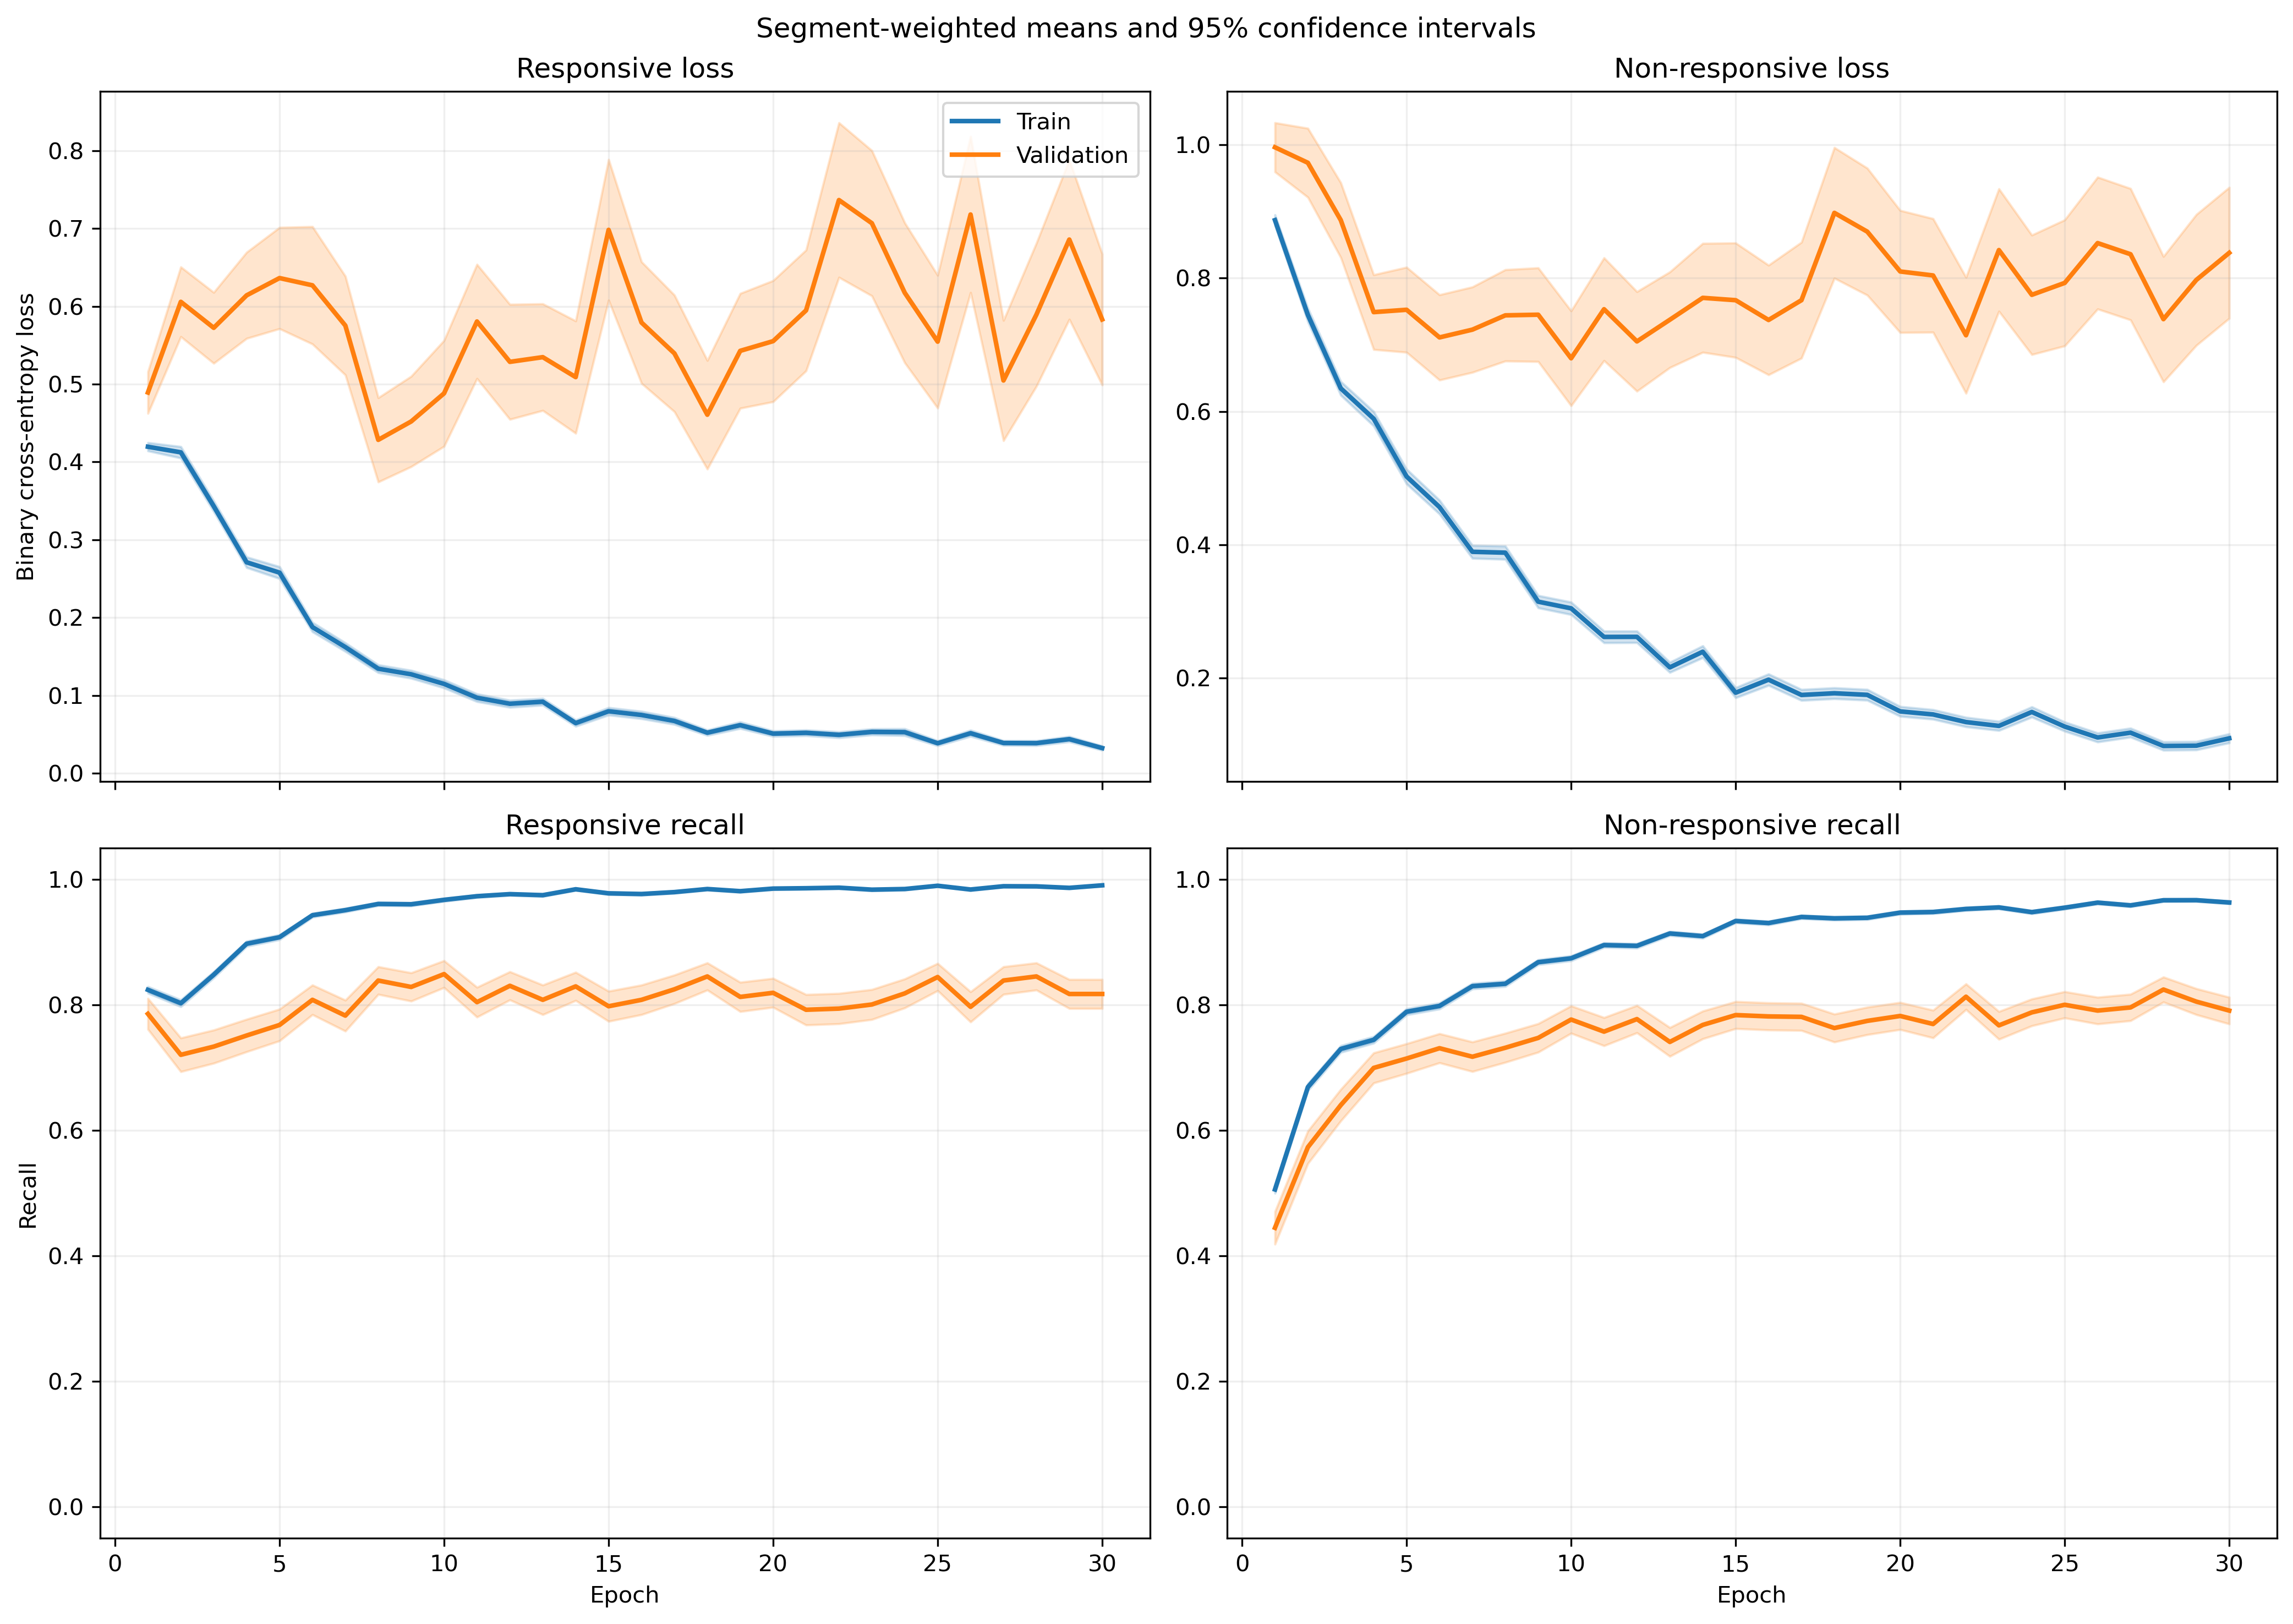 Segment-weighted means and 95% confidence intervals
Responsive loss
Binary cross-entropy loss
0.8
0.7
0.6
0.5
0.4
0.3
0.2
0.1
0.0
Train
Validation
Non-responsive loss
1.0
0.8
0.6
0.4
0.2
Responsive recall
Recall
1.0
0.8
0.6
0.4
0.2
0.0
0 5 10 15 20 25 30
Epoch
Non-responsive recall
1.0
0.8
0.6
0.4
0.2
0.0
0 5 10 15 20 25 30
Epoch